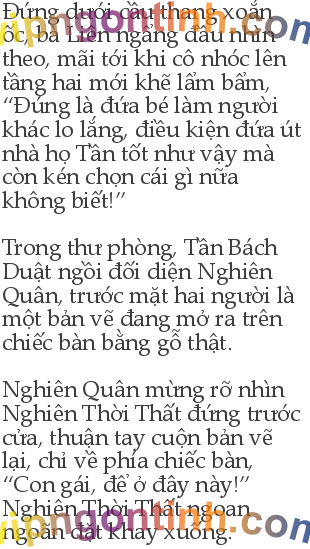 Đứng dưới cầu thang xoắn
ốc, bà Liên ngẩng đầu nhìn
theo, mãi tới khi cô nhóc lên
tầng hai mới khẽ lẩm bẩm,
“Đúng là đứa bé làm người
khác lo lắng, điều kiện đứa út
nhà họ Tần tốt như vậy mà
còn kén chọn cái gì nữa
không biết!”
Trong thư phòng, Tần Bách
Duật ngồi đối diện Nghiên
Quân, trước mặt hai người là
một bản vẽ đang mở ra trên
chiếc bàn bằng gỗ thật.
Nghiên Quân mừng rỡ nhìn
Nghiên Thời Thất đứng trước
cửa, thuận tay cuộn bản vẽ
lại, chỉ về phía chiếc bàn,
“Con gái, để ở đây này!”
Nghiên Thời Thất ngoan
ngoãn đặt khay xuống.
vipngontinh.com
vipngontinh.com